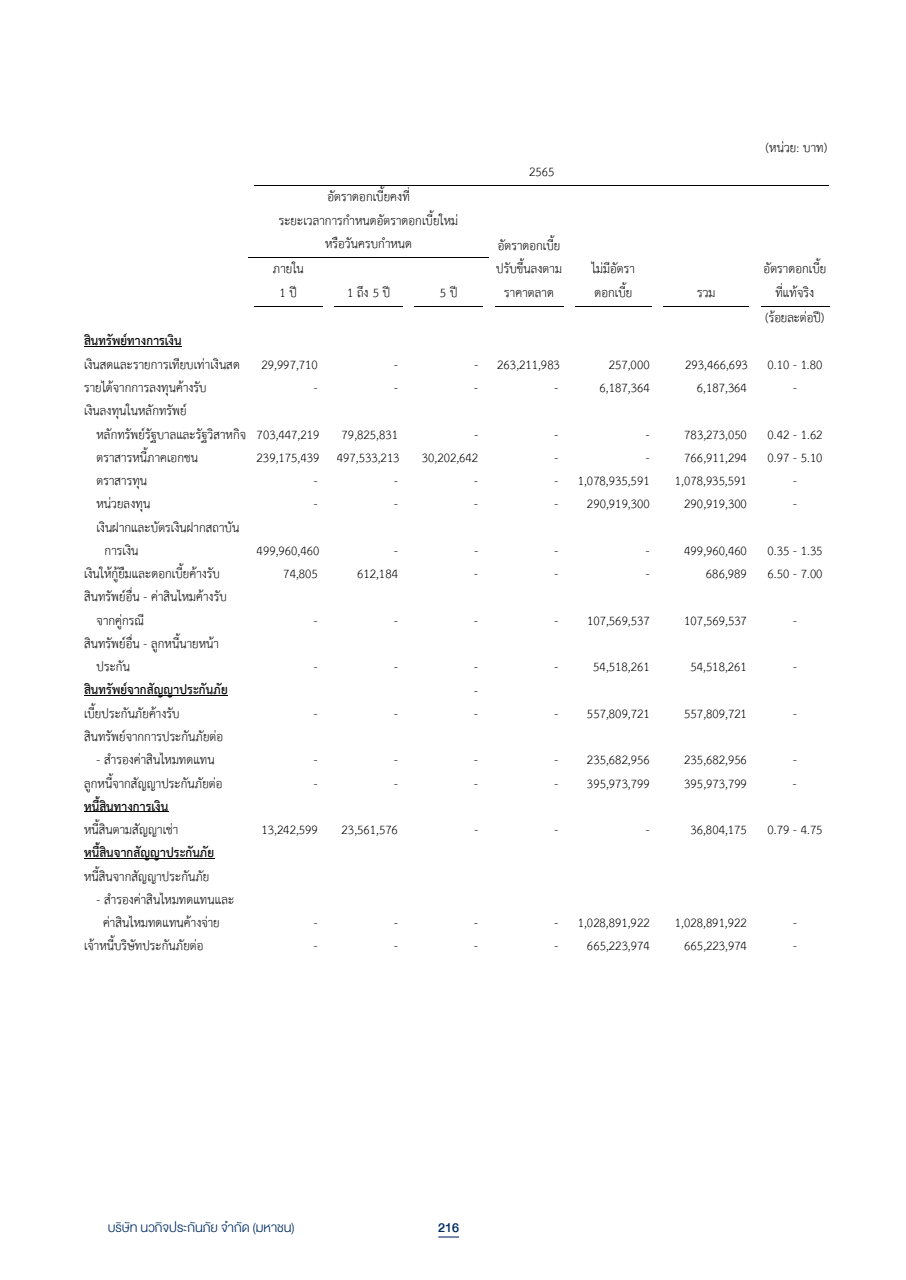 (หน่วย: บาท)
2565
อัตราดอกเบี้ยคงที่
ระยะเวลาการกำหนดอัตราดอกเบี้ยใหม่
หรือวันครบกำหนด อัตราดอกเบี้ย
ภายใน ปรับขึ้นลงตาม ไม่มีอัตรา อัตราดอกเบี้ย
1 ปี 1 ถึง 5 ปี 5 ปี ราคาตลาด ดอกเบี้ย รวม ที่แท้จริง
(ร้อยละต่อปี)
สินทรัพย์ทางการเงิน
เงินสดและรายการเทียบเท่าเงินสด 29,997,710 - - 263,211,983 257,000 293,466,693 0.10 - 1.80
รายได้จากการลงทุนค้างรับ - - - - 6,187,364 6,187,364 -
เงินลงทุนในหลักทรัพย์
หลักทรัพย์รัฐบาลและรัฐวิสาหกิจ 703,447,219 79,825,831 - - - 783,273,050 0.42 - 1.62
ตราสารหนี้ภาคเอกชน 239,175,439 497,533,213 30,202,642 - - 766,911,294 0.97 - 5.10
ตราสารทุน - - - - 1,078,935,591 1,078,935,591 -
หน่วยลงทุน - - - - 290,919,300 290,919,300 -
เงินฝากและบัตรเงินฝากสถาบัน
การเงิน 499,960,460 - - - - 499,960,460 0.35 - 1.35
เงินให้กู้ยืมและดอกเบี้ยค้างรับ 74,805 612,184 - - - 686,989 6.50 - 7.00
สินทรัพย์อื่น - ค่าสินไหมค้างรับ
จากคู่กรณี - - - - 107,569,537 107,569,537 -
สินทรัพย์อื่น - ลูกหนี้นายหน้า
ประกัน - - - - 54,518,261 54,518,261 -
สินทรัพย์จากสัญญาประกันภัย -
เบี้ยประกันภัยค้างรับ - - - - 557,809,721 557,809,721 -
สินทรัพย์จากการประกันภัยต่อ
- สำรองค่าสินไหมทดแทน - - - - 235,682,956 235,682,956 -
ลูกหนี้จากสัญญาประกันภัยต่อ - - - - 395,973,799 395,973,799 -
หนี้สินทางการเงิน
หนี้สินตามสัญญาเช่า 13,242,599 23,561,576 - - - 36,804,175 0.79 - 4.75
หนี้สินจากสัญญาประกันภัย
หนี้สินจากสัญญาประกันภัย
- สำรองค่าสินไหมทดแทนและ
ค่าสินไหมทดแทนค้างจ่าย - - - - 1,028,891,922 1,028,891,922 -
เจ้าหนี้บริษัทประกันภัยต่อ - - - - 665,223,974 665,223,974 -
บริษัท นวกิจประกันภัย จำกัด (มหาชน) 216